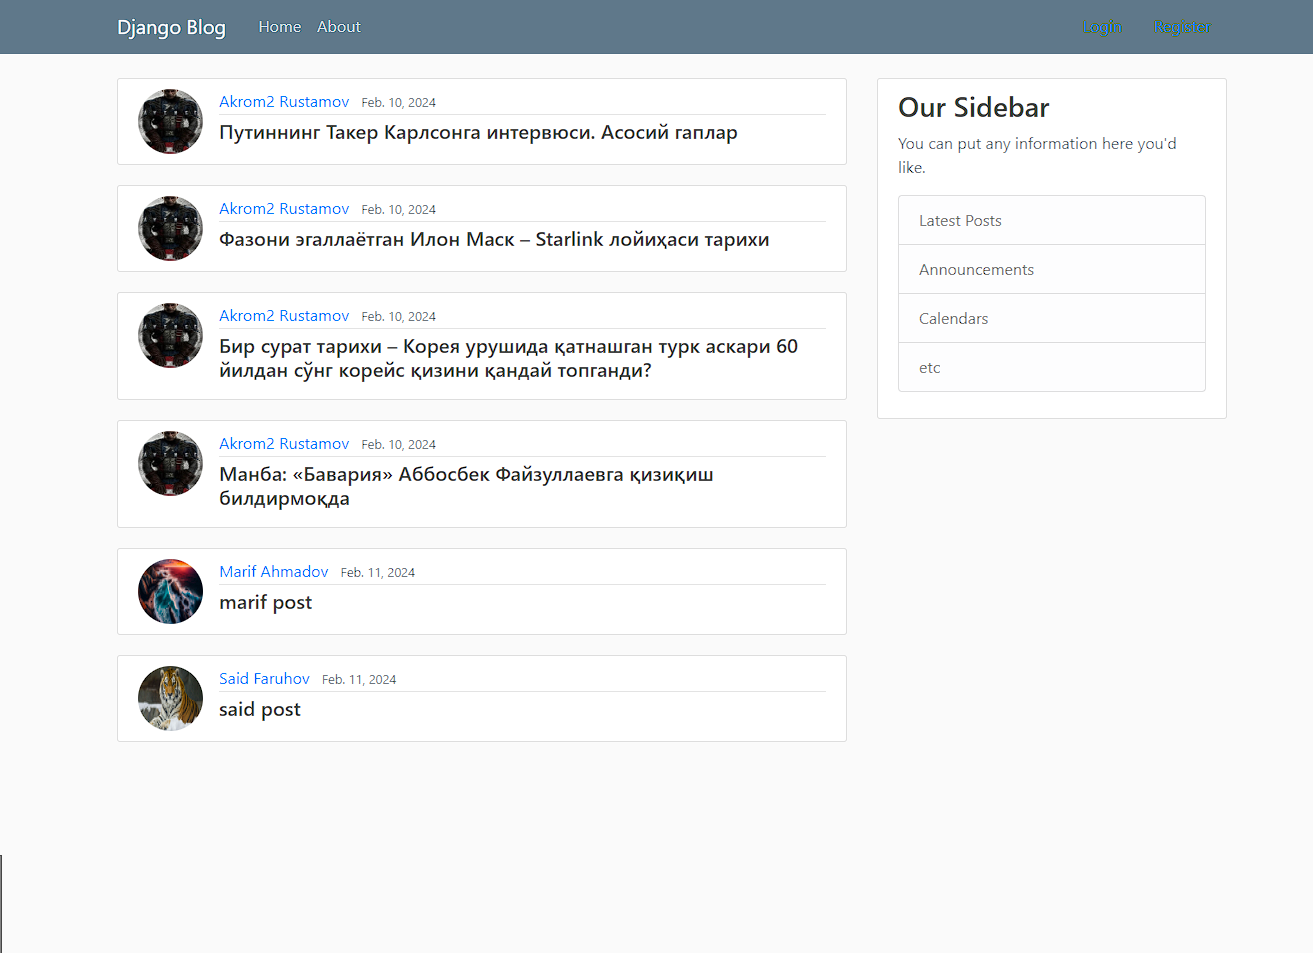 Django Blog Home About Login Register
Akrom2 Rustamov Feb. 10, 2024
Путиннинг Такер Карлсонга интервюси. Асосий гаплар
Akrom2 Rustamov Feb. 10, 2024
Фазони эгаллаётган Илон Маск – Starlink лойиҳаси тарихи
Akrom2 Rustamov Feb. 10, 2024
Бир сурат тарихи – Корея урушида қатнашган турк аскари 60
йилдан сўнг корейс қизини қандай топганди?
Akrom2 Rustamov Feb. 10, 2024
Манба: «Бавария» Аббосбек Файзуллаевга қизиқиш
билдирмоқда
Marif Ahmadov Feb. 11, 2024
marif post
Said Faruhov Feb. 11, 2024
said post
Our Sidebar
You can put any information here you'd
like.
Latest Posts
Announcements
Calendars
etc